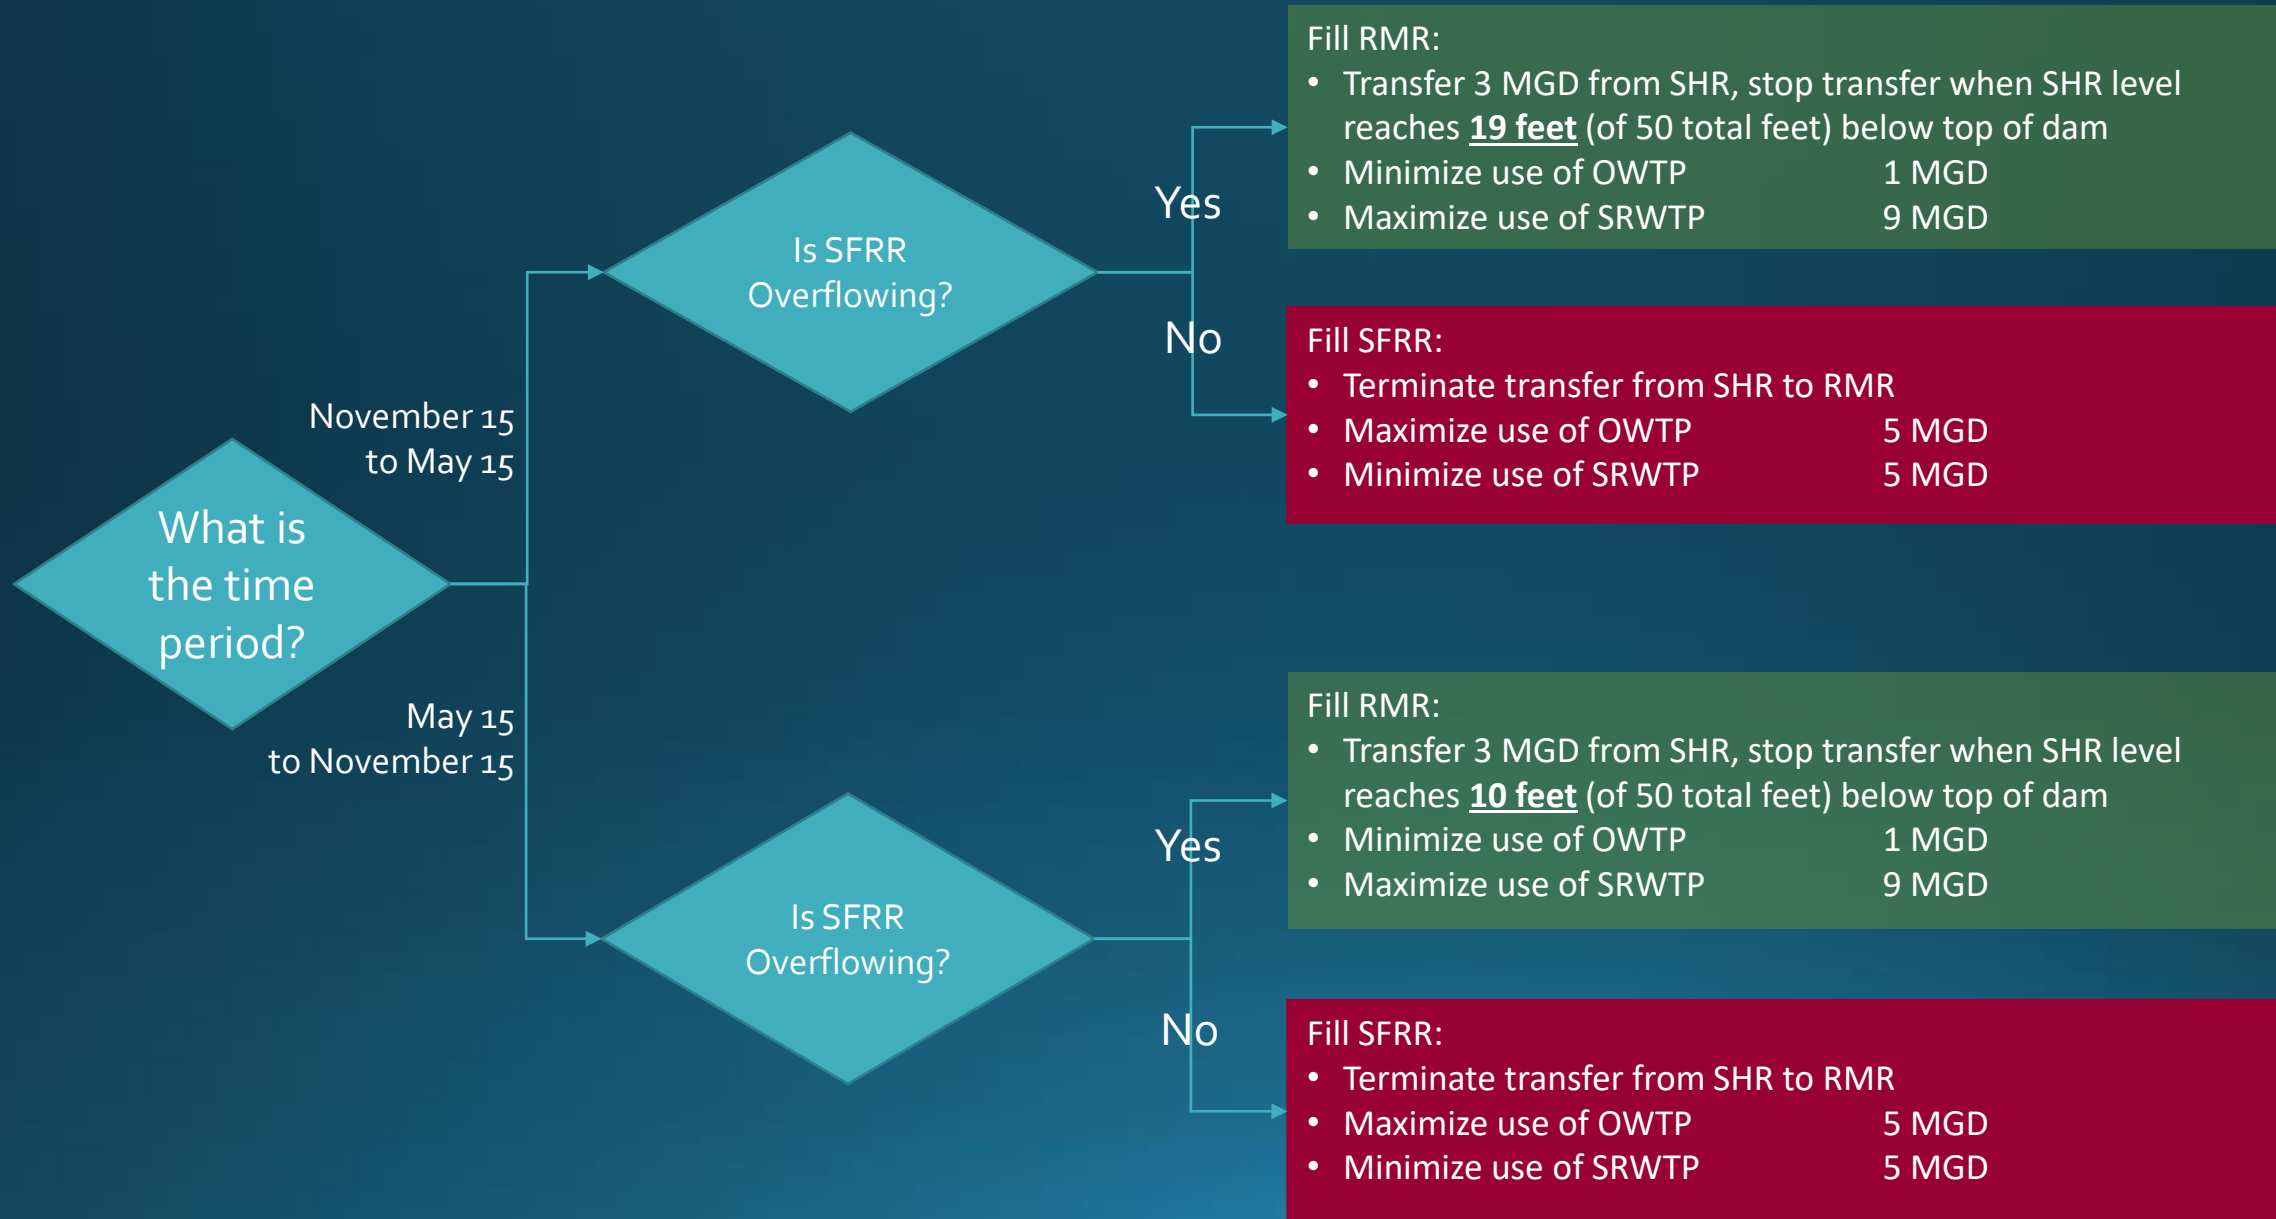 What is
the time
period?
November 15
to May 15
May 15
to November 15
Is SFRR
Overflowing?
Yes
No
Fill RMR:
• Transfer 3 MGD from SHR, stop transfer when SHR level
reaches 19 feet (of 50 total feet) below top of dam
• Minimize use of OWTP 1 MGD
• Maximize use of SRWTP 9 MGD
Fill SFRR:
• Terminate transfer from SHR to RMR
• Maximize use of OWTP 5 MGD
• Minimize use of SRWTP 5 MGD
Is SFRR
Overflowing?
Yes
No
Fill RMR:
• Transfer 3 MGD from SHR, stop transfer when SHR level
reaches 10 feet (of 50 total feet) below top of dam
• Minimize use of OWTP 1 MGD
• Maximize use of SRWTP 9 MGD
Fill SFRR:
• Terminate transfer from SHR to RMR
• Maximize use of OWTP 5 MGD
• Minimize use of SRWTP 5 MGD